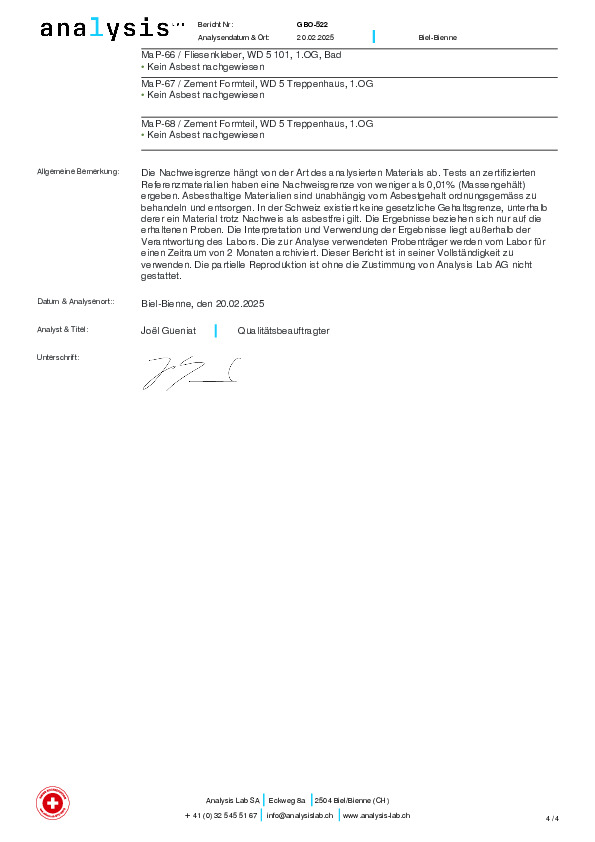 analysis
Bericht Nr: GBO-522
Analysendatum & Ort: 20.02.2025 Biel-Bienne
MaP-66 / Fliesenkleber, WD 5 101, 1.OG, Bad
• Kein Asbest nachgewiesen
MaP-67 / Zement Formteil, WD 5 Treppenhaus, 1.OG
• Kein Asbest nachgewiesen
MaP-68 / Zement Formteil, WD 5 Treppenhaus, 1.OG
• Kein Asbest nachgewiesen
Allgemeine Bemerkung: Die Nachweisgrenze hängt von der Art des analysierten Materials ab. Tests an zertifizierten
Referenzmaterialien haben eine Nachweisgrenze von weniger als 0,01% (Massengehält)
ergeben. Asbesthaltige Materialien sind unabhängig vom Asbestgehalt ordnungsgemäss zu
behandeln und entsorgen. In der Schweiz existiert keine gesetzliche Gehaltsgrenze, unterhalb
derer ein Material trotz Nachweis als asbestfrei gilt. Die Ergebnisse beziehen sich nur auf die
erhaltenen Proben. Die Interpretation und Verwendung der Ergebnisse liegt außerhalb der
Verantwortung des Labors. Die zur Analyse verwendeten Probenträger werden vom Labor für
einen Zeitraum von 2 Monaten archiviert. Dieser Bericht ist in seiner Vollständigkeit zu
verwenden. Die partielle Reproduktion ist ohne die Zustimmung von Analysis Lab AG nicht
gestattet.
Datum & Analysenort:: Biel-Bienne, den 20.02.2025
Analyst & Titel: Joël Gueniat Qualitätsbeauftragter
Unterschrift:
Analysis Lab SA Eckweg 8a 2504 Biel/Bienne (CH)
+ 41 (0) 32 545 51 67 info@analysislab.ch www.analysis-lab.ch
4 / 4